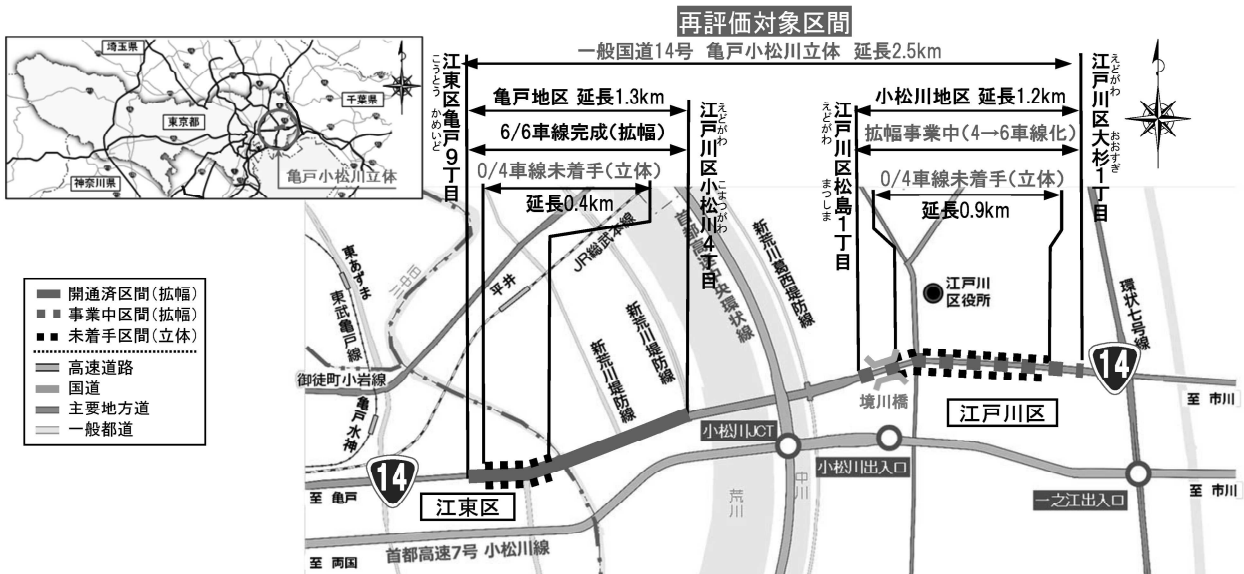 再評価対象区間
一般国道14号 亀戸小松川立体 延長2.5km
埼玉県
千葉県
東京都
神奈川県
亀戸小松川立体
江東区亀戸9丁目
こうとう かめいど
亀戸地区 延長1.3km
6/6車線完成(拡幅)
0/4車線未着手(立体)
延長0.4km
江戸川区小松川4丁目
えどがわ こまつがわ
江戸川区松島1丁目
えどがわ まつしま
小松川地区 延長1.2km
拡幅事業中(4→6車線化)
0/4車線未着手(立体)
延長0.9km
江戸川区大杉1丁目
えどがわ おおすぎ
開通済区間(拡幅)
事業中区間(拡幅)
未着手区間(立体)
高速道路
国道
主要地方道
一般都道
東あずま
東武亀戸線
御徒町小岩線
亀戸水神
平井
JR総武本線
新荒川堤防線
新荒川堤防線
首都高速中央環状線
新荒川葛西堤防線
江戸川
区役所
環状七号線
14
14
境川橋
江戸川区
江東区
小松川JCT
小松川出入口
一之江出入口
荒川
中川
旧中川
首都高速7号 小松川線
至 亀戸
至 両国
至 市川
至 市川